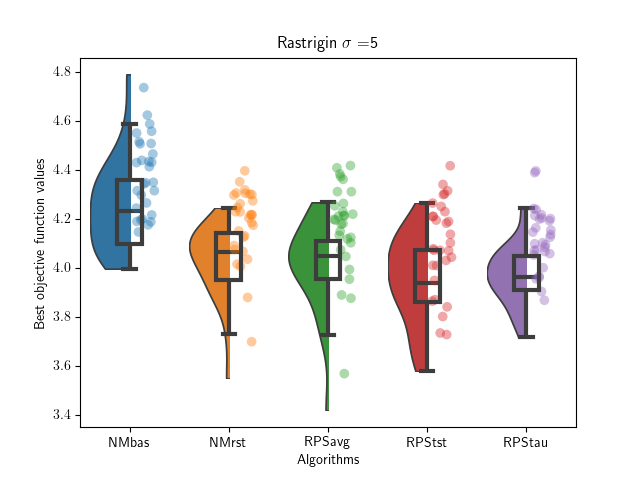 Rastrigin σ =5
Best objective function values
4.8
4.6
4.4
4.2
4.0
3.8
3.6
3.4
NMbas NMrst RPSavg RPStst RPStau
Algorithms